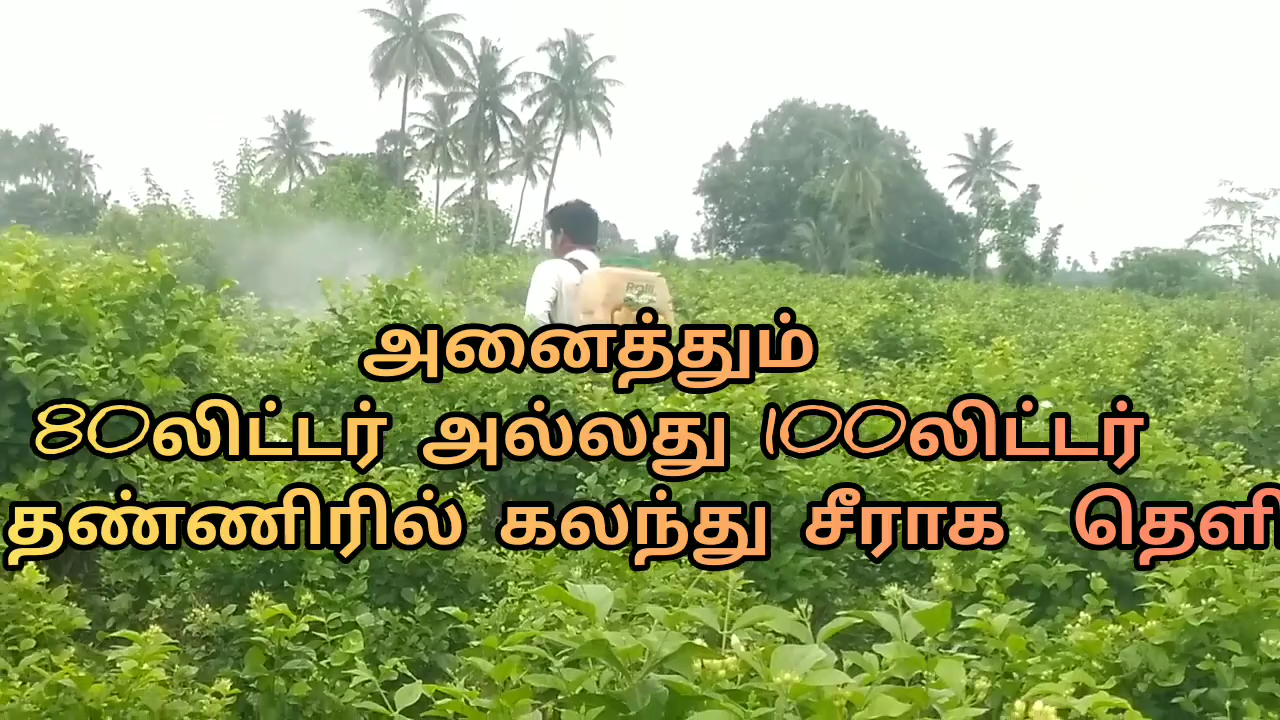 அனைத்தும்
80லிட்டர் அல்லது 100லிட்டர்
தண்ணிரில் கலந்து சீராக தெளி